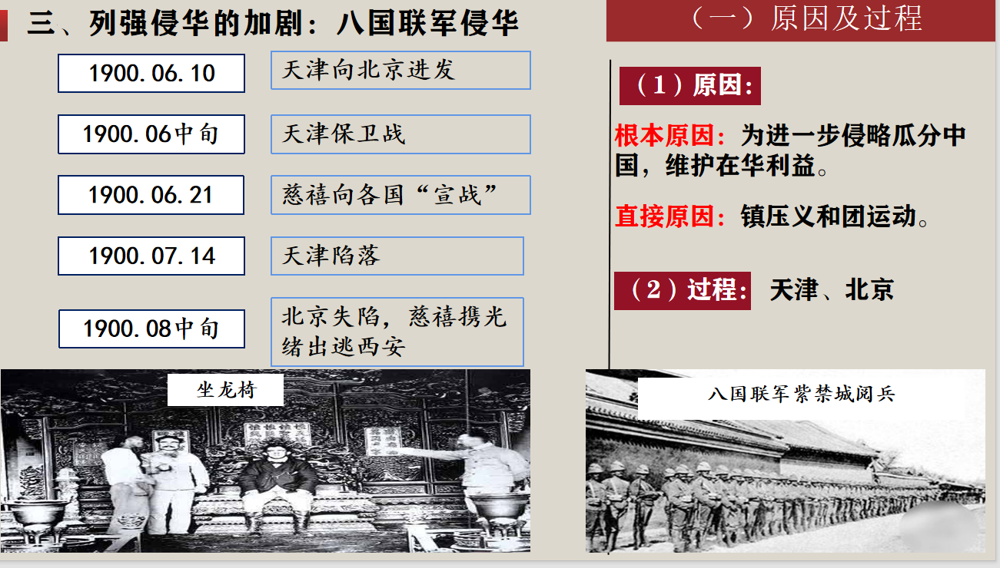 三、列强侵华的加剧：八国联军侵华
1900.06.10
天津向北京进发
1900.06中旬
天津保卫战
1900.06.21
慈禧向各国“宣战”
1900.07.14
天津陷落
1900.08中旬
北京失陷，慈禧携光
绪出逃西安
坐龙椅
（一）原因及过程
（1）原因：
根本原因：为进一步侵略瓜分中
国，维护在华利益。
直接原因：镇压义和团运动。
（2）过程：
天津、北京
八国联军紫禁城阅兵